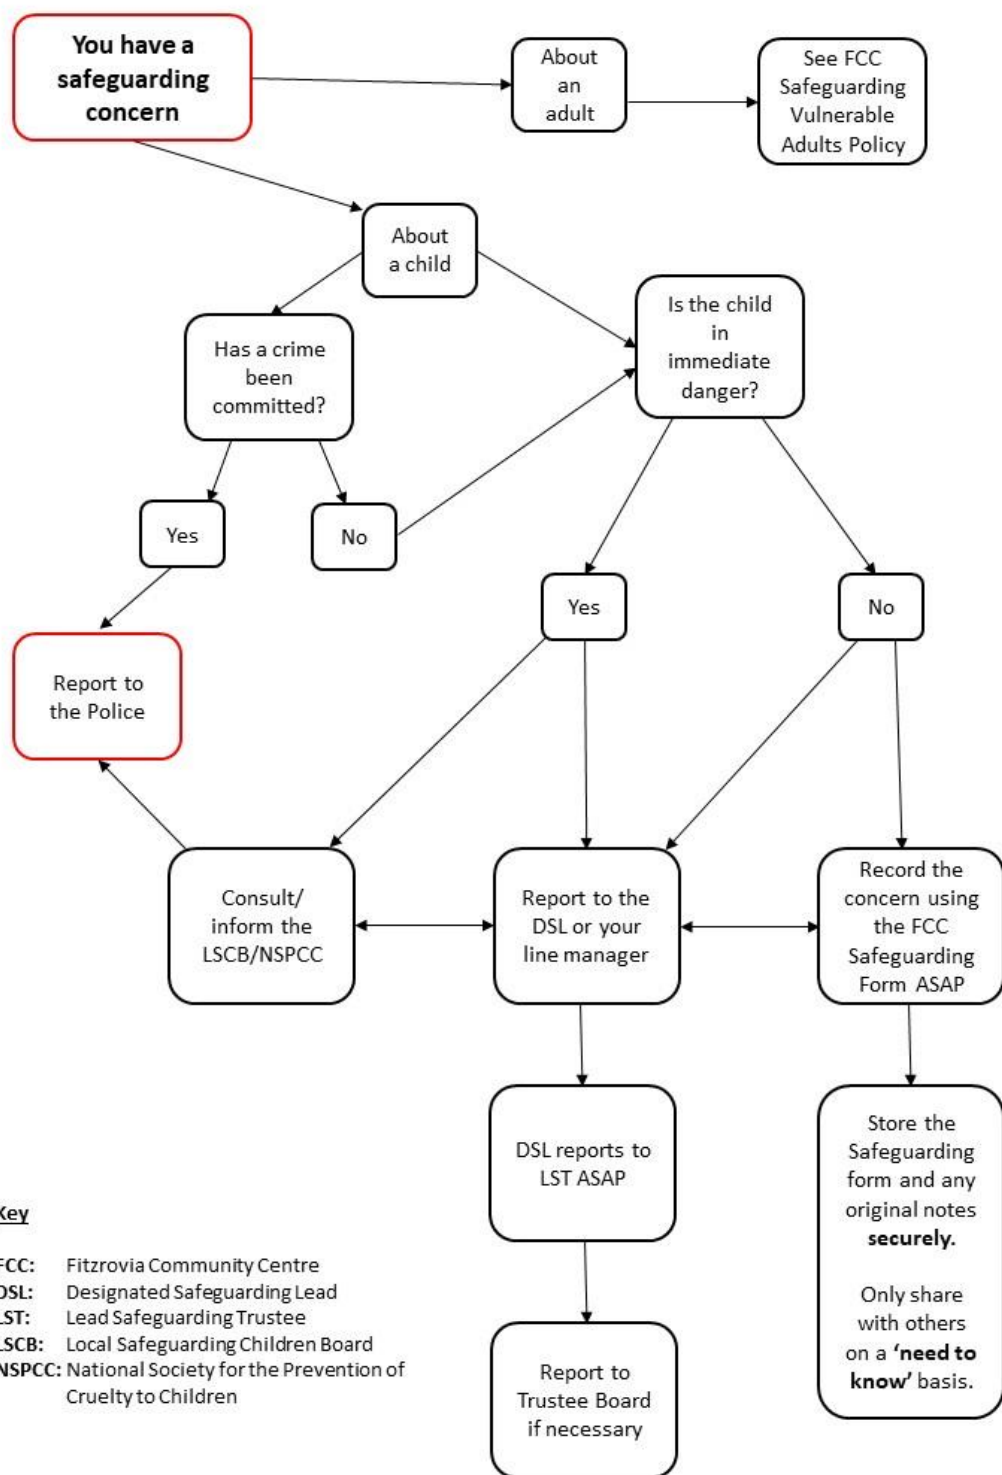 You have a
safeguarding
concern
About
an
adult
See FCC
Safeguarding
Vulnerable
Adults Policy
About
a child
Is the child
in
immediate
danger?
Has a crime
been
committed?
Yes
No
Yes
No
Report to
the Police
Consult/
inform the
LSCB/NSPCC
Report to the
DSL or your
line manager
Record the
concern using
the FCC
Safeguarding
Form ASAP
DSL reports to
LST ASAP
Store the
Safeguarding
form and any
original notes
securely.
Only share
with others
on a ‘need to
know’ basis.
Report to
Trustee Board
if necessary
Key
FCC: Fitzrovia Community Centre
DSL: Designated Safeguarding Lead
LST: Lead Safeguarding Trustee
LSCB: Local Safeguarding Children Board
NSPCC: National Society for the Prevention of
Cruelty to Children